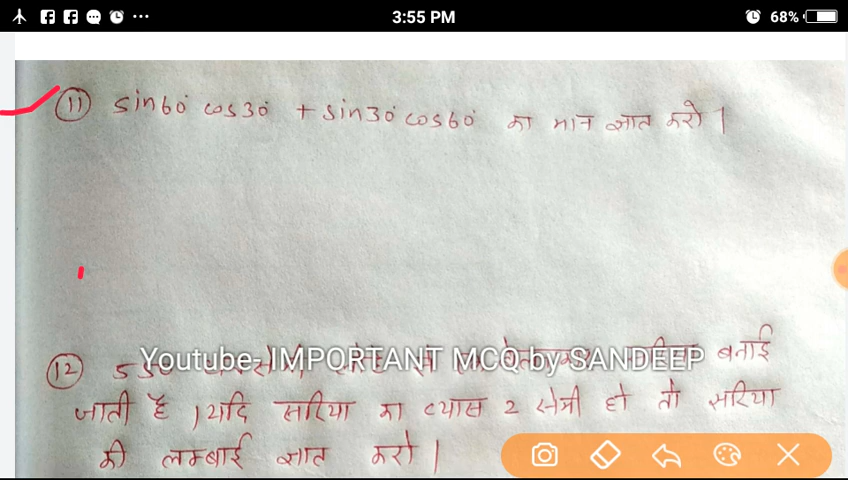 3:55 PM
68%
(11) sin60° cos30° + sin30° cos60° का मान ज्ञात करो |
Youtube- IMPORTANT MCQ by SANDEEP
(12) से बनाई
जाती है | यदि सरिया का व्यास 2 सेमी हो तो सरिया
की लम्बाई ज्ञात करो |